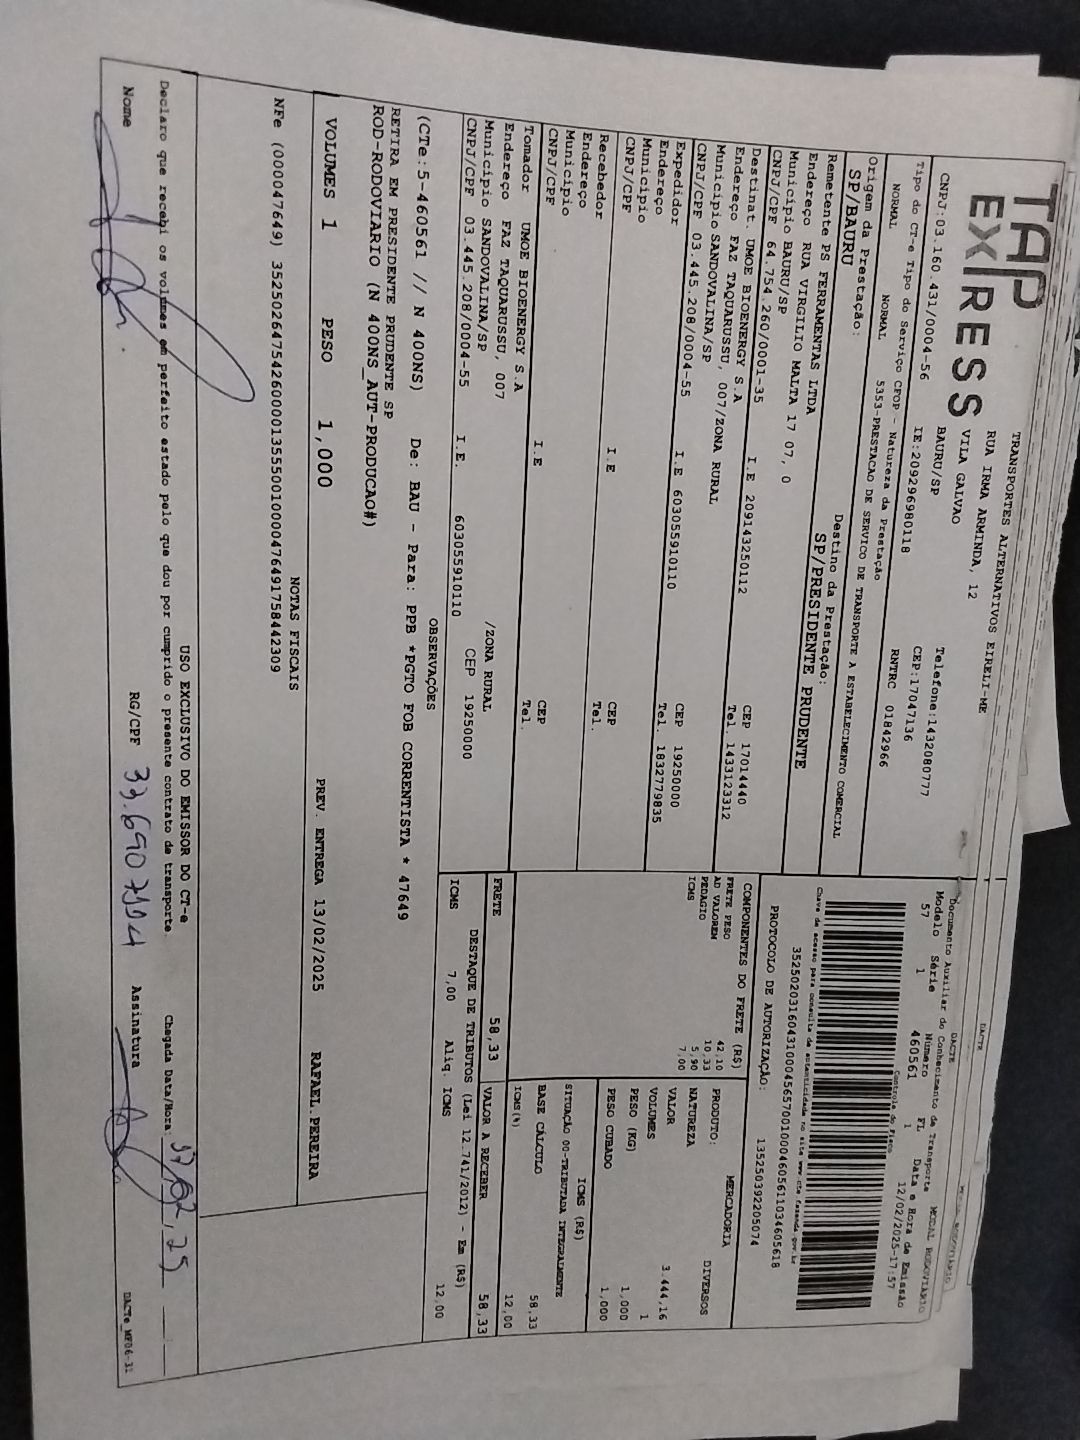 TAP
EXPRESS
TRANSPORTES ALTERNATIVOS EIRELI-ME
RUA IRMA ARMINDA, 12
VILA GALVAO
BAURU/SP
Telefone:1432080777
CNPJ:03.160.431/0004-56 IE:209296980118 CEP:17047136
Tipo do CT-e Tipo do Serviço CFOP - Natureza da Prestação RNTRC 01842966
NORMAL NORMAL 5353-PRESTACAO DE SERVICO DE TRANSPORTE A ESTABELECIMENTO COMERCIAL
Origem da Prestação: Destino da Prestação:
SP/BAURU SP/PRESIDENTE PRUDENTE
Remetente PS FERRAMENTAS LTDA
Endereço RUA VIRGILIO MALTA 17 07, 0
Município BAURU/SP CEP 17014440
CNPJ/CPF 64.754.260/0001-35 I.E 209143250112 Tel. 1433123312
Destinat. UMOE BIOENERGY S.A
Endereço FAZ TAQUARUSSU, 007/ZONA RURAL
Município SANDOVALINA/SP CEP 19250000
CNPJ/CPF 03.445.208/0004-55 I.E 603055910110 Tel. 1832779835
Expedidor
Endereço
Município CEP
CNPJ/CPF I.E Tel.
Recebedor
Endereço
Município CEP
CNPJ/CPF I.E Tel.
Tomador UMOE BIOENERGY S.A
Endereço FAZ TAQUARUSSU, 007 /ZONA RURAL
Município SANDOVALINA/SP CEP 19250000
CNPJ/CPF 03.445.208/0004-55 I.E. 603055910110
DACTE
DACTE
Documento Auxiliar do Conhecimento de Transporte MODAL RODOVIÁRIO
Modelo Série Número FL Data e Hora de Emissão
57 1 460561 1 12/02/2025-17:57
Controle do Fisco
Chave de acesso para consulta de autenticidade no site www.cte.fazenda.gov.br
35250203160431000456570010004605611034605618
PROTOCOLO DE AUTORIZAÇÃO: 135250392205074
COMPONENTES DO FRETE (R$)
FRETE PESO 42,10
AD VALOREM 10,33
PEDAGIO 5,90
ICMS 7,00
PRODUTO: MERCADORIA
NATUREZA DIVERSOS
VALOR 3.444,16
VOLUMES 1
PESO (KG) 1,000
PESO CUBADO 1,000
ICMS (R$)
SITUAÇÃO 00-TRIBUTADA INTEGRALMENTE
BASE CÁLCULO 58,33
ICMS(%) 12,00
FRETE 58,33 VALOR A RECEBER 58,33
DESTAQUE DE TRIBUTOS (Lei 12.741/2012) - Em (R$)
ICMS 7,00 Aliq. ICMS 12,00
OBSERVAÇÕES
(CTe:5-460561 // N 400NS) De: BAU - Para: PPB *PGTO FOB CORRENTISTA * 47649
RETIRA EM PRESIDENTE PRUDENTE SP
ROD-RODOVIARIO (N 400NS_AUT-PRODUCAO#)
VOLUMES 1 PESO 1,000 PREV. ENTREGA 13/02/2025 RAFAEL.PEREIRA
NOTAS FISCAIS
NFe (000047649) 35250264754260000135550010000476491758442309
USO EXCLUSIVO DO EMISSOR DO CT-e
Declaro que recebi os volumes em perfeito estado pelo que dou por cumprido o presente contrato de transporte. Chegada Data/Hora:
Nome RG/CPF Assinatura
DACTe_MF06-31